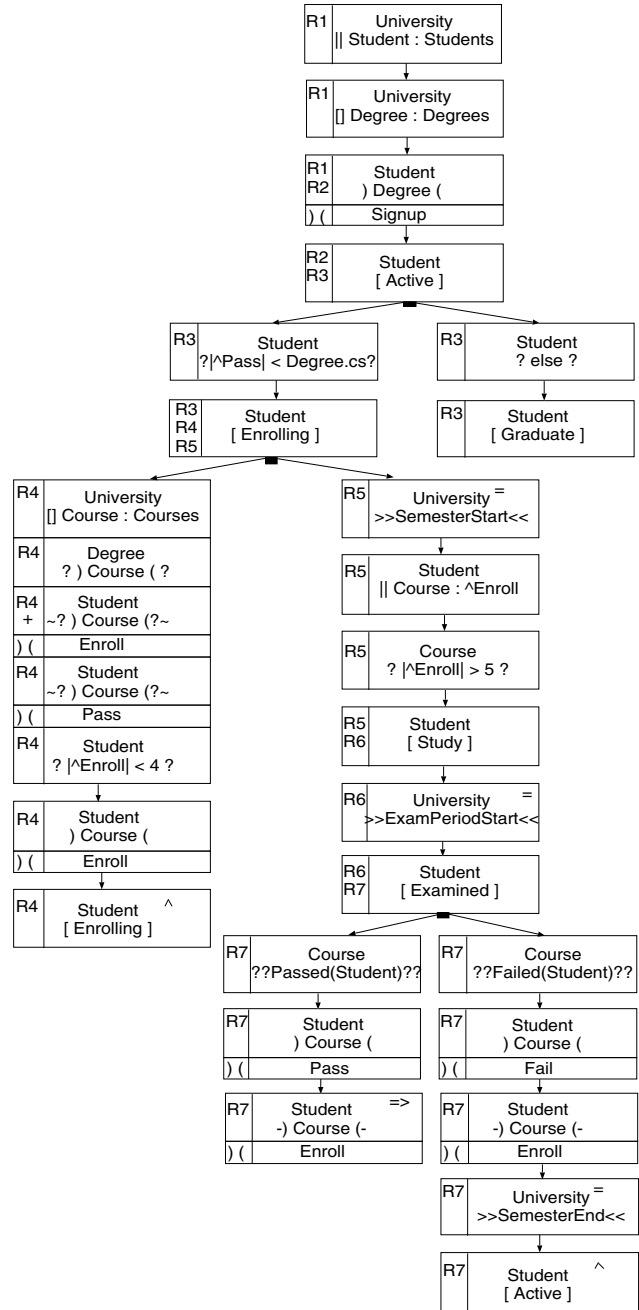 R1 University
|| Student : Students
R1 University
[] Degree : Degrees
R1 Student
R2 ) Degree (
) ( Signup
R2 Student
R3 [ Active ]
R3 Student
?|^Pass| < Degree.cs?
R3 Student
? else ?
R3 Student
R4 [ Enrolling ]
R5
R3 Student
[ Graduate ]
R4 University
[] Course : Courses
R4 Degree
? ) Course ( ?
R4 Student
+ ~? ) Course (?~
) ( Enroll
R4 Student
~? ) Course (?~
) ( Pass
R4 Student
? |^Enroll| < 4 ?
R4 Student
) Course (
) ( Enroll
R4 Student ^
[ Enrolling ]
R5 University =
>>SemesterStart<<
R5 Student
|| Course : ^Enroll
R5 Course
? |^Enroll| > 5 ?
R5 Student
R6 [ Study ]
R6 University =
>>ExamPeriodStart<<
R6 Student
R7 [ Examined ]
R7 Course
??Passed(Student)??
R7 Student
) Course (
) ( Pass
R7 Student =>
-) Course (-
) ( Enroll
R7 Course
??Failed(Student)??
R7 Student
) Course (
) ( Fail
R7 Student
-) Course (-
) ( Enroll
R7 University =
>>SemesterEnd<<
R7 Student ^
[ Active ]